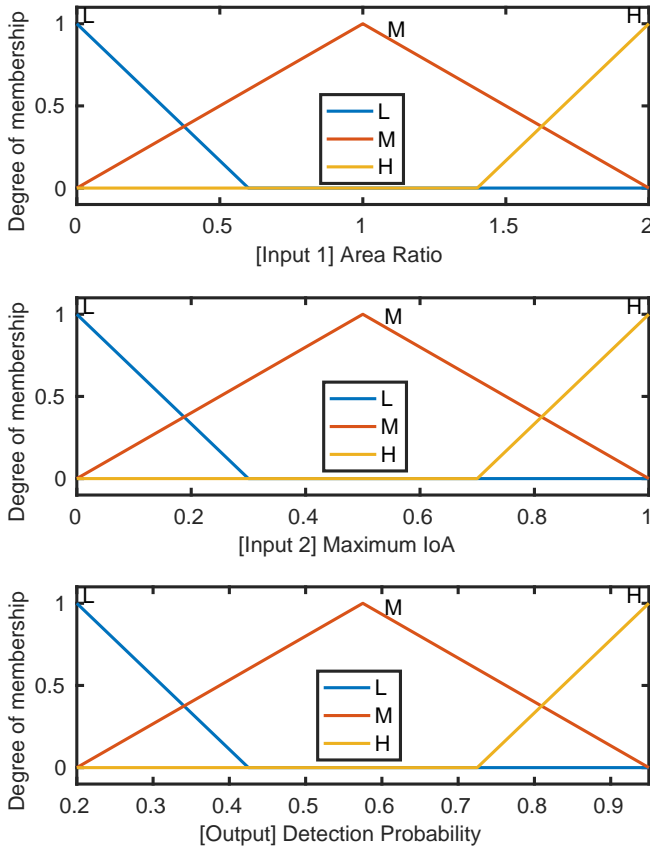 L
M
H
1
0.5
0
Degree of membership
L
M
H
0 0.5 1 1.5 2
[Input 1] Area Ratio
L
M
H
1
0.5
0
Degree of membership
L
M
H
0 0.2 0.4 0.6 0.8 1
[Input 2] Maximum IoA
L
M
H
1
0.5
0
Degree of membership
L
M
H
0.2 0.3 0.4 0.5 0.6 0.7 0.8 0.9
[Output] Detection Probability